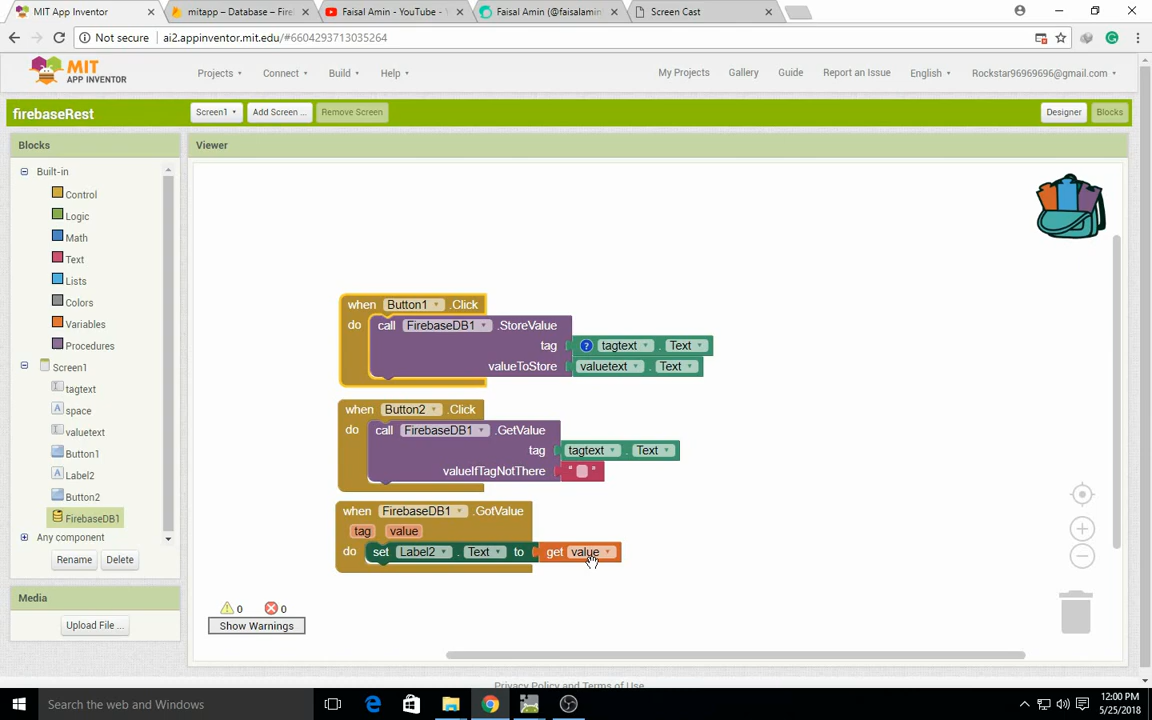 MIT App Inventor
mitapp – Database – Fire
Faisal Amin - YouTube -
Faisal Amin (@faisalamin
Screen Cast
Not secure
ai2.appinventor.mit.edu/#6604293713035264
MIT
APP INVENTOR
Projects
Connect
Build
Help
My Projects
Gallery
Guide
Report an Issue
English
Rockstar96969696@gmail.com
firebaseRest
Screen1
Add Screen ...
Remove Screen
Designer
Blocks
Blocks
Viewer
Built-in
Control
Logic
Math
Text
Lists
Colors
Variables
Procedures
Screen1
tagtext
space
valuetext
Button1
Label2
Button2
FirebaseDB1
Any component
Rename
Delete
Media
Upload File ...
when Button1 .Click
do call FirebaseDB1 .StoreValue
tag ? tagtext . Text
valueToStore valuetext . Text
when Button2 .Click
do call FirebaseDB1 .GetValue
tag tagtext . Text
valueIfTagNotThere " "
when FirebaseDB1 .GotValue
tag value
do set Label2 . Text to get value
0 0
Show Warnings
Privacy Policy and Terms of Use
Search the web and Windows
12:00 PM
5/25/2018